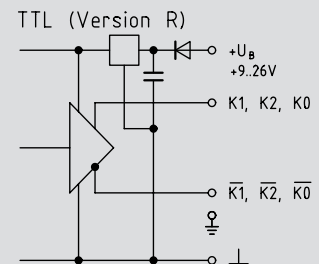 TTL (Version R)
+U_B
+9..26V
K1, K2, K0
K̅1̅, K̅2̅, K̅0̅